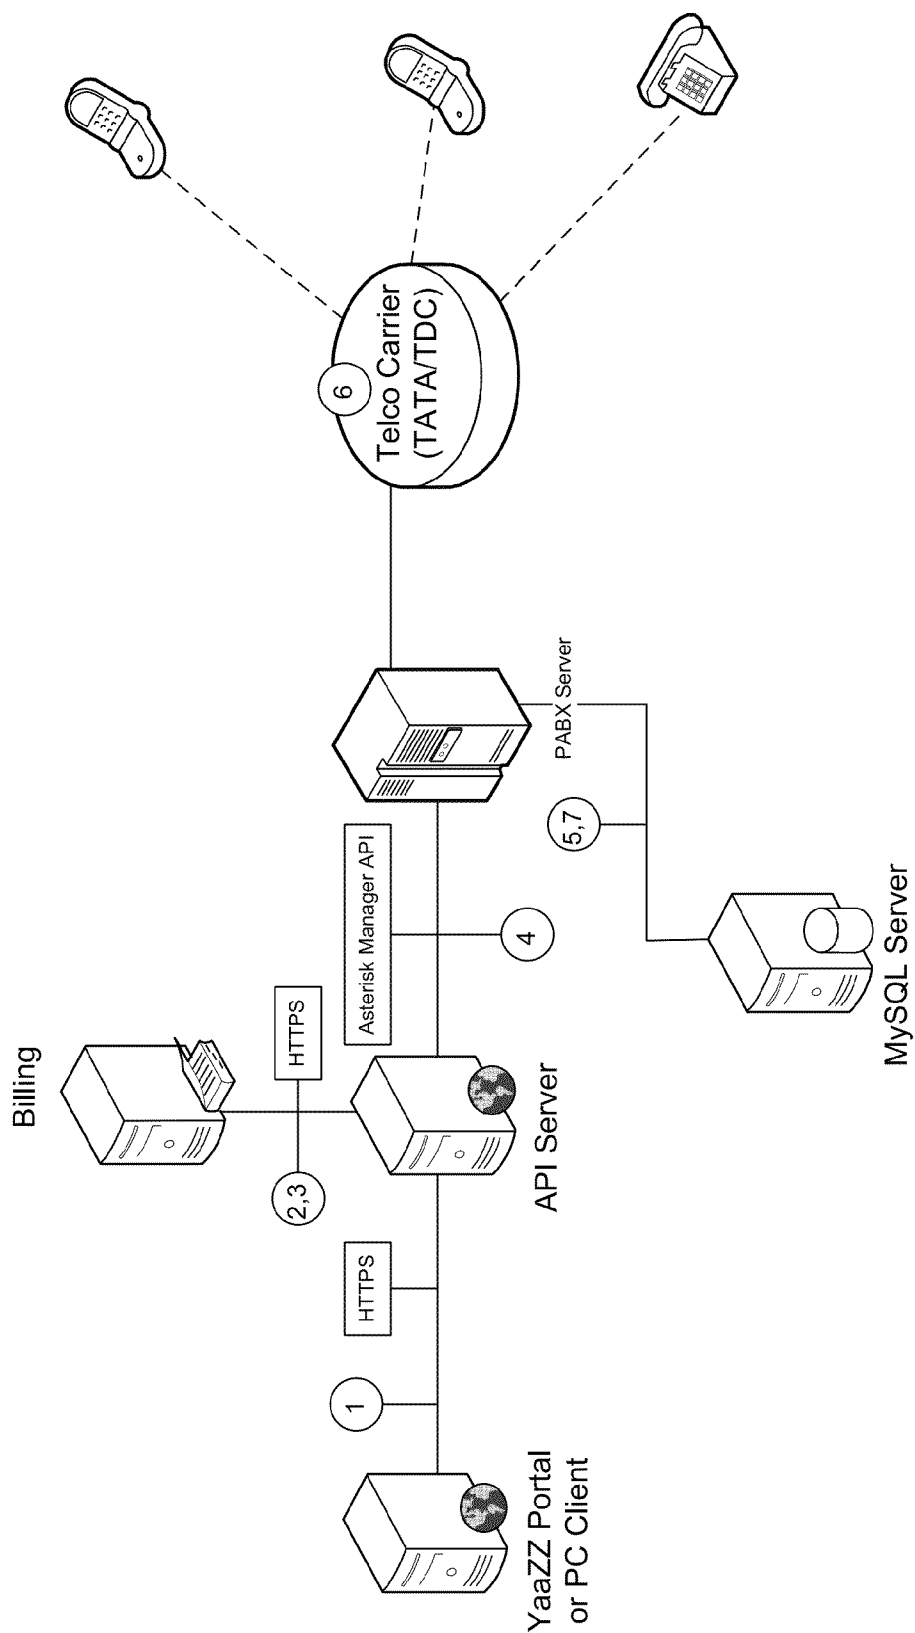 Billing
2,3
HTTPS
1
HTTPS
Asterisk Manager API
6
Telco Carrier
(TATA/TDC)
4
YaaZZ Portal
or PC Client
API Server
5,7
PABX Server
MySQL Server